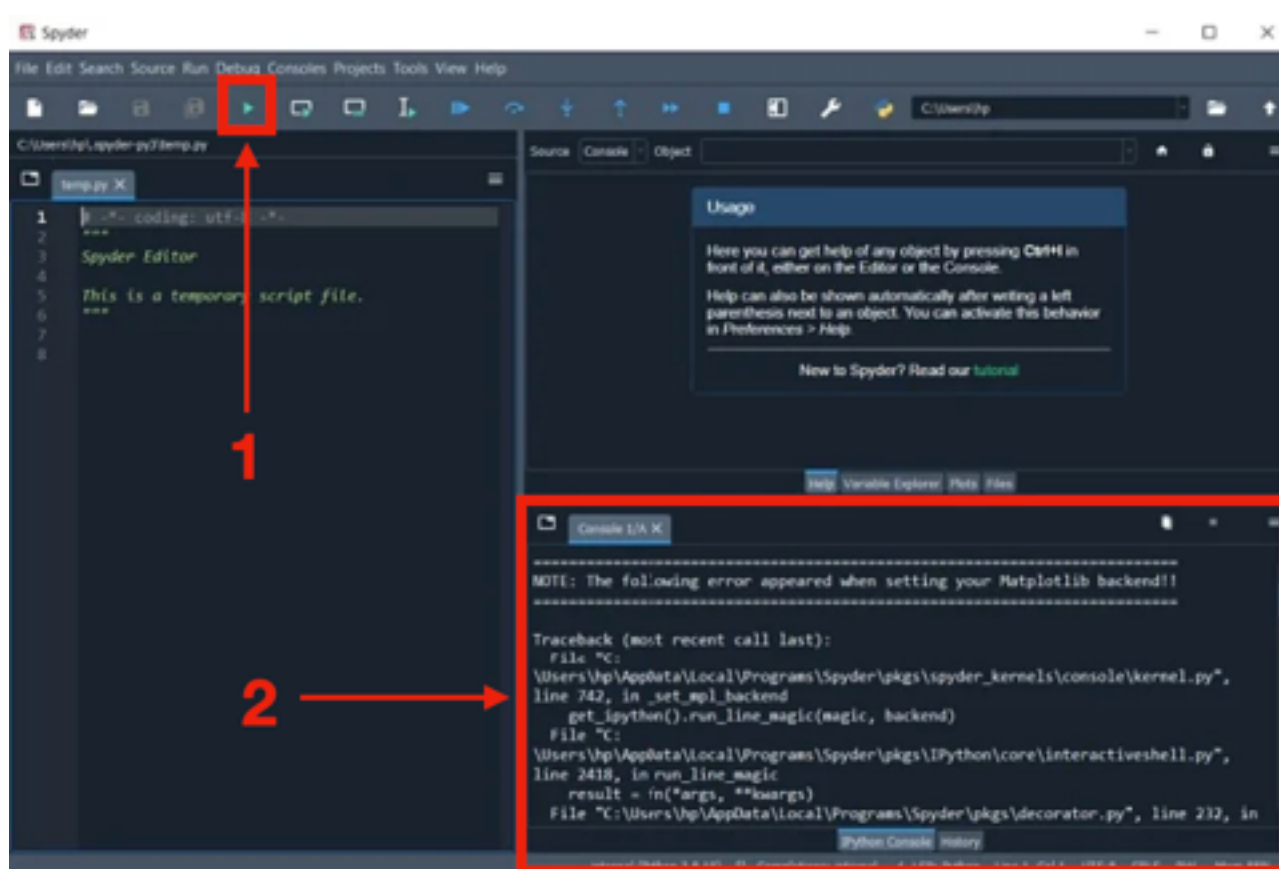 Spyder
File Edit Search Source Run Debug Consoles Projects Tools View Help
C:\Users\hp
C:\Users\hp\.spyder-py3\temp.py
temp.py X
1 # -*- coding: utf-8 -*-
2 """
3 Spyder Editor
4
5 This is a temporary script file.
6 """
7
8
1
2
Source Console Object
Usage
Here you can get help of any object by pressing Ctrl+I in
front of it, either on the Editor or the Console.
Help can also be shown automatically after writing a left
parenthesis next to an object. You can activate this behavior
in Preferences > Help.
New to Spyder? Read our tutorial
Help Variable Explorer Plots Files
Console 1/A X
NOTE: The following error appeared when setting your Matplotlib backend!!
Traceback (most recent call last):
File "C:
\Users\hp\AppData\Local\Programs\Spyder\pkgs\spyder_kernels\console\kernel.py",
line 742, in _set_mpl_backend
get_ipython().run_line_magic(magic, backend)
File "C:
\Users\hp\AppData\Local\Programs\Spyder\pkgs\IPython\core\interactiveshell.py",
line 2418, in run_line_magic
result = fn(*args, **kwargs)
File "C:\Users\hp\AppData\Local\Programs\Spyder\pkgs\decorator.py", line 232, in
IPython Console History